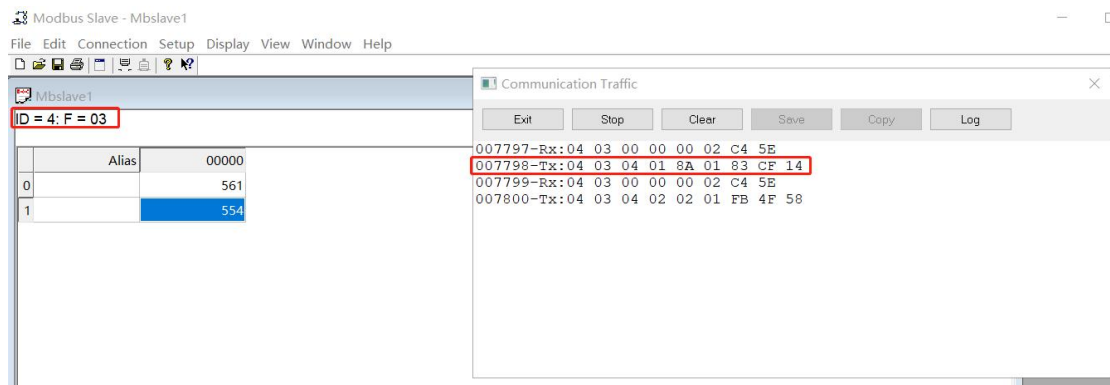 Modbus Slave - Mbslave1
File Edit Connection Setup Display View Window Help
Mbslave1
ID = 4: F = 03
Alias 00000
0 561
1 554
Communication Traffic
Exit Stop Clear Save Copy Log
007797-Rx:04 03 00 00 00 02 C4 5E
007798-Tx:04 03 04 01 8A 01 83 CF 14
007799-Rx:04 03 00 00 00 02 C4 5E
007800-Tx:04 03 04 02 02 01 FB 4F 58